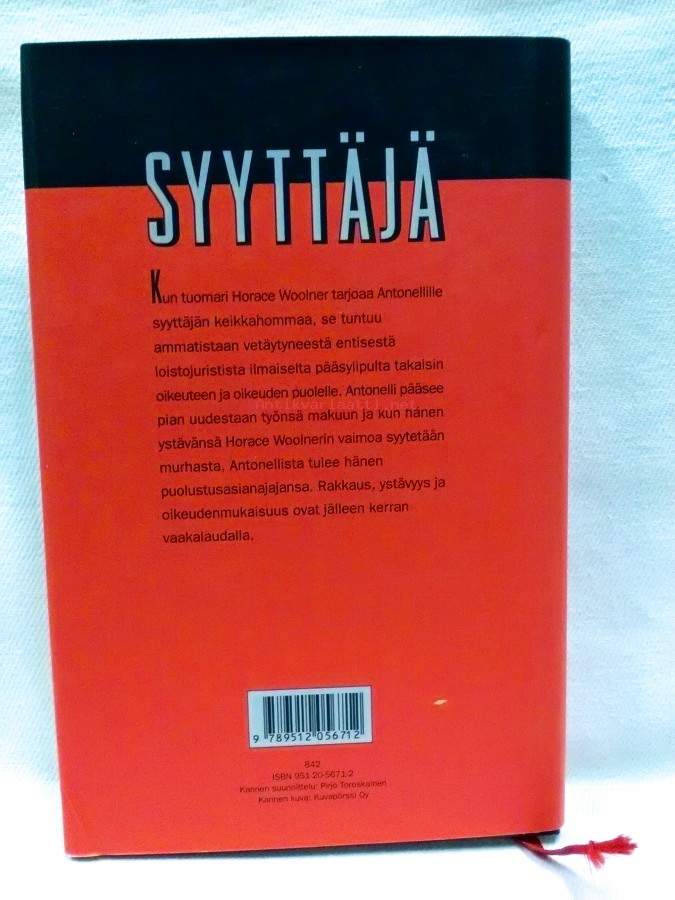 SYYTTÄJÄ
Kun tuomari Horace Woolner tarjoaa Antonellille
syyttäjän keikkahommaa, se tuntuu
ammatistaan vetäytyneestä entisestä
loistojuristista ilmaiselta pääsylipulta takaisin
oikeuteen ja oikeuden puolelle. Antonelli pääsee
Antikvariaatti.net
pian uudestaan työnsä makuun ja kun hänen
ystävänsä Horace Woolnerin vaimoa syytetään
murhasta, Antonellista tulee hänen
puolustusasianajajansa. Rakkaus, ystävyys ja
oikeudenmukaisuus ovat jälleen kerran
vaakalaudalla.
9 789512 056712
842
ISBN 951-20-5671-2
Kannen suunnittelu: Pirjo Toroskainen
Kannen kuva: Kuvapörssi Oy